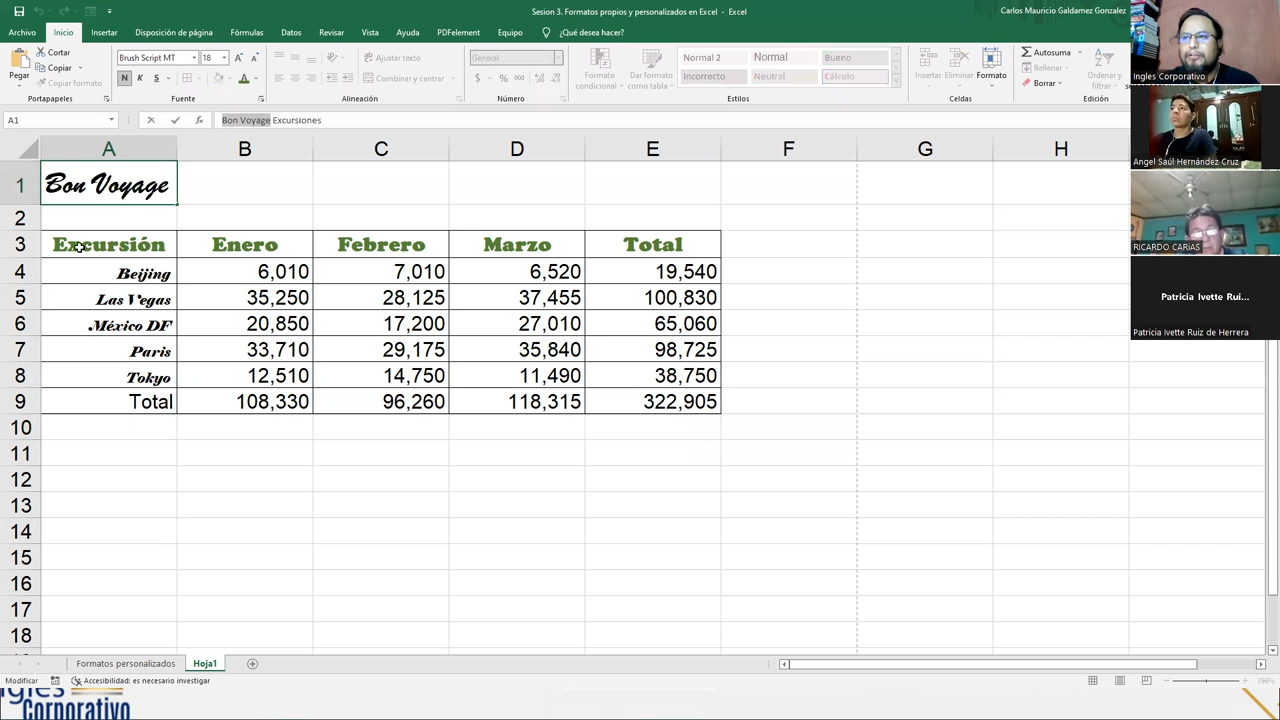 Sesion 3. Formatos propios y personalizados en Excel - Excel
Carlos Mauricio Galdamez Gonzalez
Archivo Inicio Insertar Disposición de página Fórmulas Datos Revisar Vista Ayuda PDFelement Equipo ¿Qué desea hacer?
Pegar
Cortar
Copiar
Copiar formato
Portapapeles
Brush Script MT 18
N K S
Fuente
Ajustar texto
Combinar y centrar
Alineación
General
$ % 000
Número
Formato condicional
Dar formato como tabla
Normal 2 Normal Bueno
Incorrecto Neutral Cálculo
Estilos
Insertar Eliminar Formato
Celdas
Autosuma
Rellenar
Borrar
Ordenar y
Edición
A1
Bon Voyage Excursiones
A B C D E F G H
1 Bon Voyage
2
3 Excursión Enero Febrero Marzo Total
4 Beijing 6,010 7,010 6,520 19,540
5 Las Vegas 35,250 28,125 37,455 100,830
6 México DF 20,850 17,200 27,010 65,060
7 Paris 33,710 29,175 35,840 98,725
8 Tokyo 12,510 14,750 11,490 38,750
9 Total 108,330 96,260 118,315 322,905
10
11
12
13
14
15
16
17
18
Formatos personalizados Hoja1
Modificar Accesibilidad: es necesario investigar
196%
Ingles
Corporativo
Ingles Corporativo
Angel Saúl Hernández Cruz
RICARDO CARIAS
Patricia Ivette Rui...
Patricia Ivette Ruiz de Herrera